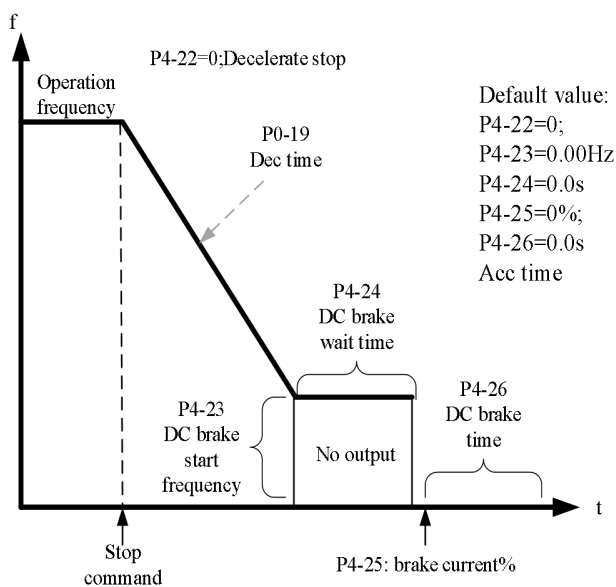 f
P4-22=0;Decelerate stop
Operation
frequency
P0-19
Dec time
Default value:
P4-22=0;
P4-23=0.00Hz
P4-24=0.0s
P4-25=0%;
P4-26=0.0s
Acc time
P4-24
DC brake
wait time
P4-23
DC brake
start
frequency
No output
P4-26
DC brake
time
t
Stop
command
P4-25: brake current%